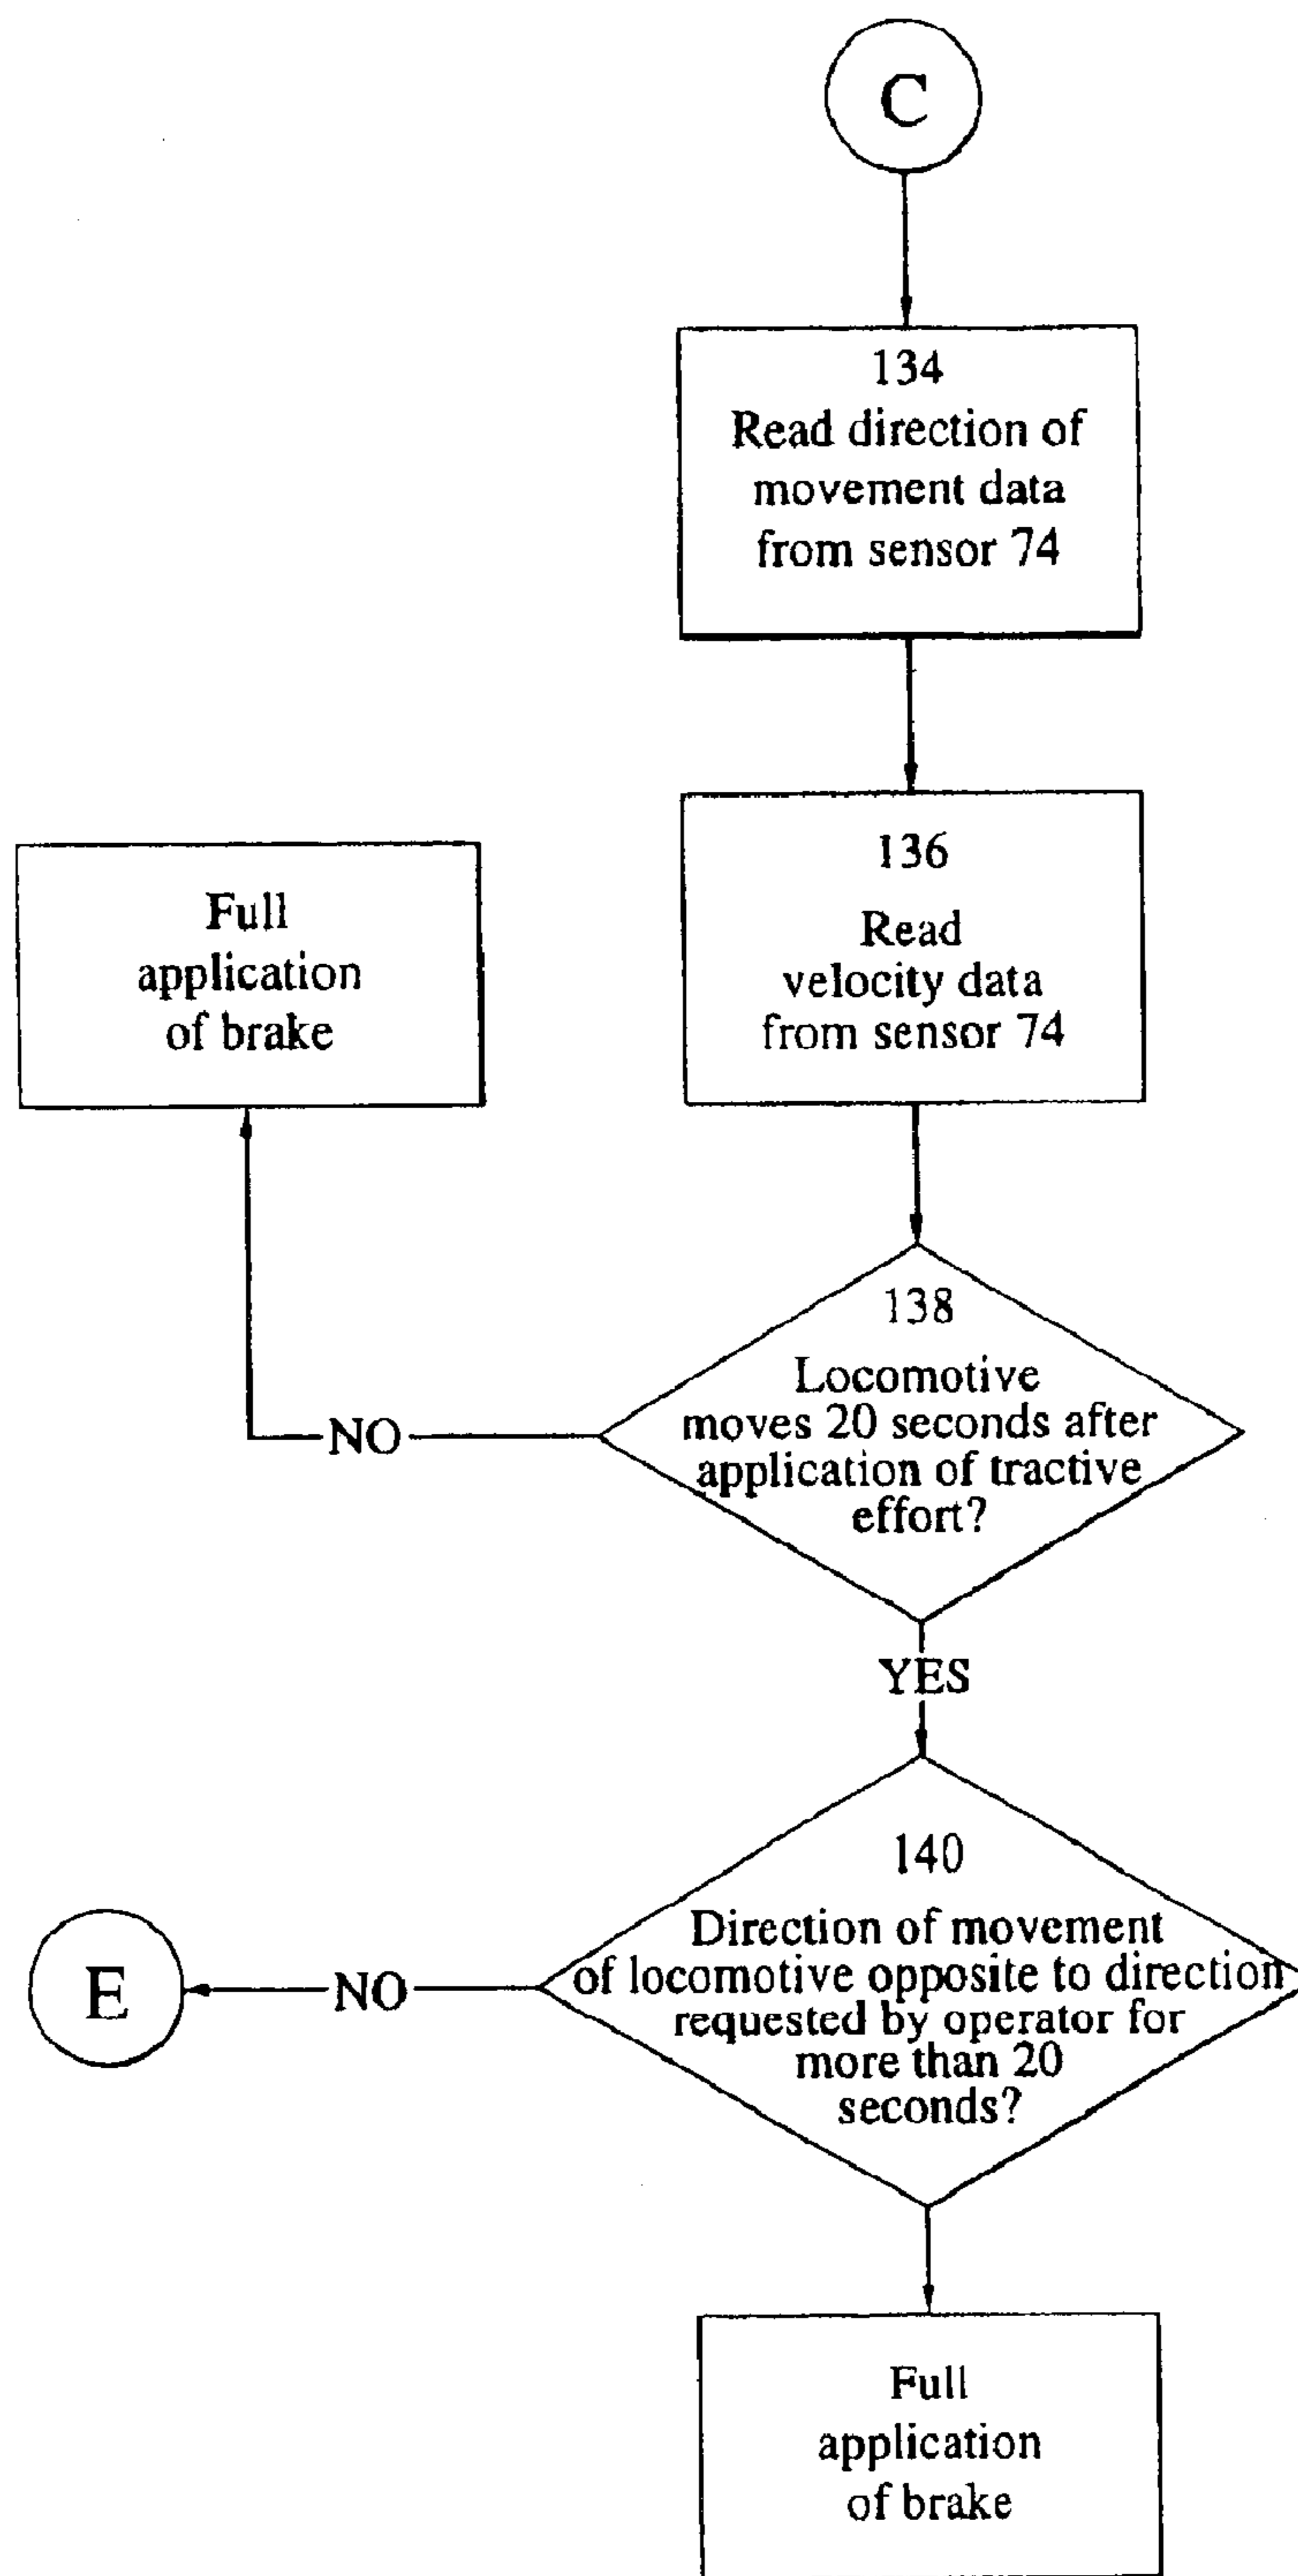 C
134
Read direction of
movement data
from sensor 74
136
Read
velocity data
from sensor 74
Full
application
of brake
138
Locomotive
moves 20 seconds after
application of tractive
effort?
NO
YES
140
Direction of movement
of locomotive opposite to direction
requested by operator for
more than 20
seconds?
NO
E
Full
application
of brake